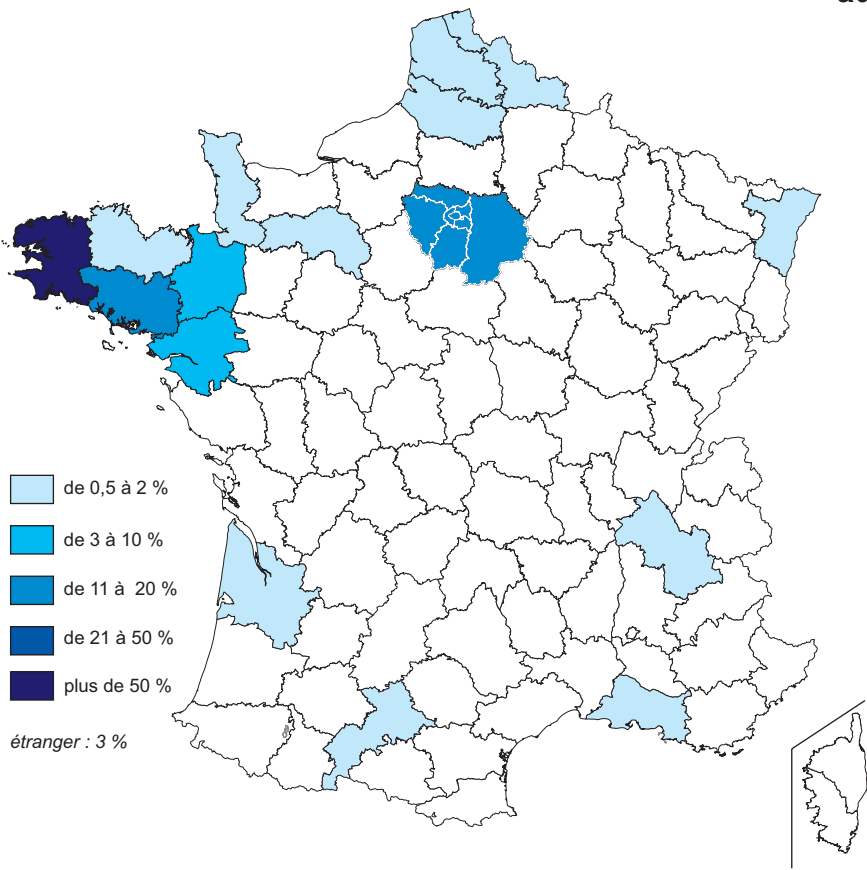 de 0,5 à 2 %
de 3 à 10 %
de 11 à 20 %
de 21 à 50 %
plus de 50 %
étranger : 3 %